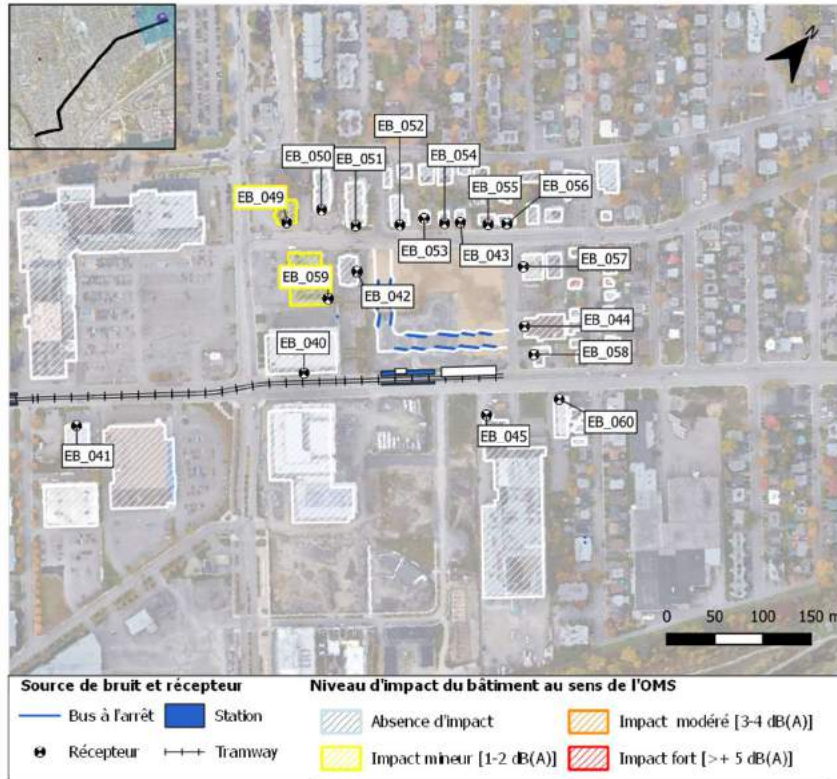 N
EB_052
EB_050
EB_051
EB_054
EB_055
EB_056
EB_049
EB_053
EB_043
EB_057
EB_059
EB_042
EB_044
EB_040
EB_058
EB_041
EB_045
EB_060
0 50 100 150 m
Source de bruit et récepteur
Bus à l'arrêt
Station
Récepteur
Tramway
Niveau d'impact du bâtiment au sens de l'OMS
Absence d'impact
Impact modéré [3-4 dB(A)]
Impact mineur [1-2 dB(A)]
Impact fort [>+ 5 dB(A)]